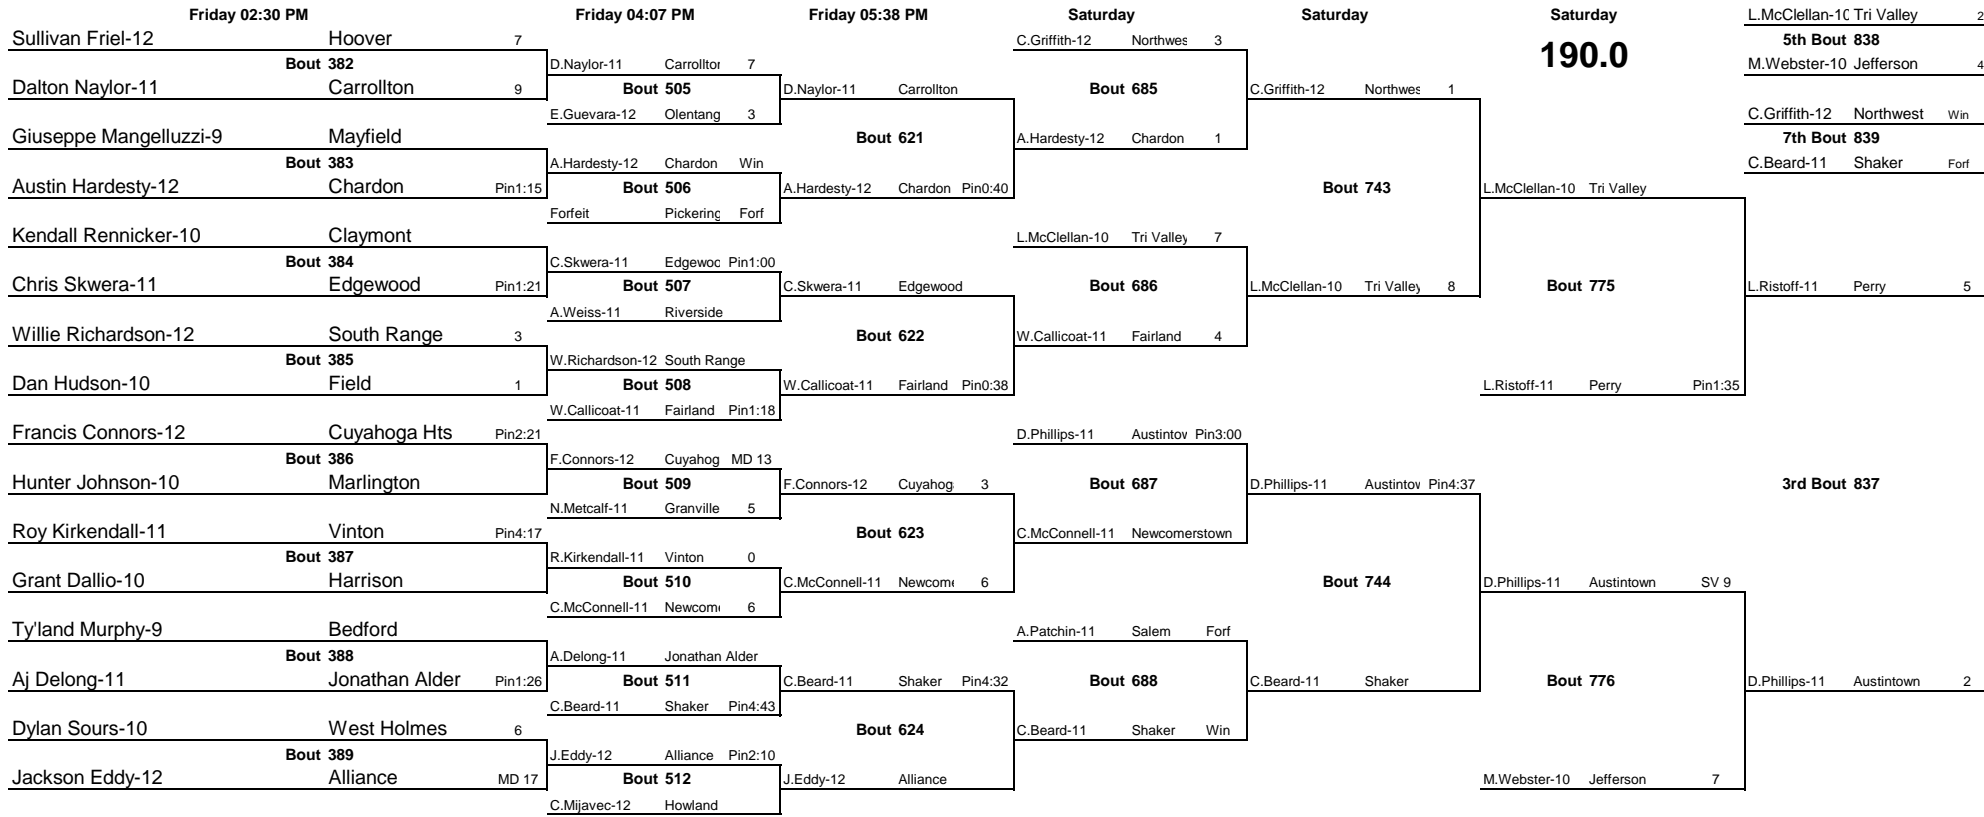 Friday 02:30 PM Friday 04:07 PM Friday 05:38 PM Saturday Saturday Saturday L.McClellan-10 Tri Valley 2
Sullivan Friel-12 Hoover 7 C.Griffith-12 Northwes 3 5th Bout 838
190.0
Bout 382 D.Naylor-11 Carrollton 7 M.Webster-10 Jefferson 4
Dalton Naylor-11 Carrollton 9 Bout 505 D.Naylor-11 Carrollton Bout 685 C.Griffith-12 Northwes 1
E.Guevara-12 Olentang 3 C.Griffith-12 Northwest Win
Giuseppe Mangelluzzi-9 Mayfield Bout 621 A.Hardesty-12 Chardon 1 7th Bout 839
Bout 383 A.Hardesty-12 Chardon Win C.Beard-11 Shaker Forf
Austin Hardesty-12 Chardon Pin1:15 Bout 506 A.Hardesty-12 Chardon Pin0:40 Bout 743 L.McClellan-10 Tri Valley
Forfeit Pickering Forf
Kendall Rennicker-10 Claymont L.McClellan-10 Tri Valley 7
Bout 384 C.Skwera-11 Edgewoo Pin1:00
Chris Skwera-11 Edgewood Pin1:21 Bout 507 C.Skwera-11 Edgewood Bout 686 L.McClellan-10 Tri Valley 8 Bout 775 L.Ristoff-11 Perry 5
A.Weiss-11 Riverside
Willie Richardson-12 South Range 3 Bout 622 W.Callicoat-11 Fairland 4
Bout 385 W.Richardson-12 South Range
Dan Hudson-10 Field 1 Bout 508 W.Callicoat-11 Fairland Pin0:38 L.Ristoff-11 Perry Pin1:35
W.Callicoat-11 Fairland Pin1:18
Francis Connors-12 Cuyahoga Hts Pin2:21 D.Phillips-11 Austintow Pin3:00
Bout 386 F.Connors-12 Cuyahog MD 13
Hunter Johnson-10 Marlington Bout 509 F.Connors-12 Cuyahog 3 Bout 687 D.Phillips-11 Austintow Pin4:37 3rd Bout 837
N.Metcalf-11 Granville 5
Roy Kirkendall-11 Vinton Pin4:17 Bout 623 C.McConnell-11 Newcomerstown
Bout 387 R.Kirkendall-11 Vinton 0
Grant Dallio-10 Harrison Bout 510 C.McConnell-11 Newcome 6 Bout 744 D.Phillips-11 Austintown SV 9
C.McConnell-11 Newcome 6
Ty'land Murphy-9 Bedford A.Patchin-11 Salem Forf
Bout 388 A.Delong-11 Jonathan Alder
Aj Delong-11 Jonathan Alder Pin1:26 Bout 511 C.Beard-11 Shaker Pin4:32 Bout 688 C.Beard-11 Shaker Bout 776 D.Phillips-11 Austintown 2
C.Beard-11 Shaker Pin4:43
Dylan Sours-10 West Holmes 6 Bout 624 C.Beard-11 Shaker Win
Bout 389 J.Eddy-12 Alliance Pin2:10
Jackson Eddy-12 Alliance MD 17 Bout 512 J.Eddy-12 Alliance M.Webster-10 Jefferson 7
C.Mijavec-12 Howland